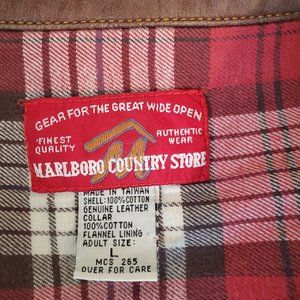 GEAR FOR THE GREAT WIDE OPEN
FINEST QUALITY
AUTHENTIC WEAR
MARLBORO COUNTRY STORE
MADE IN TAIWAN
SHELL:100%COTTON
GENUINE LEATHER
COLLAR
100%COTTON
FLANNEL LINING
ADULT SIZE:
L
MCS 265
OVER FOR CARE